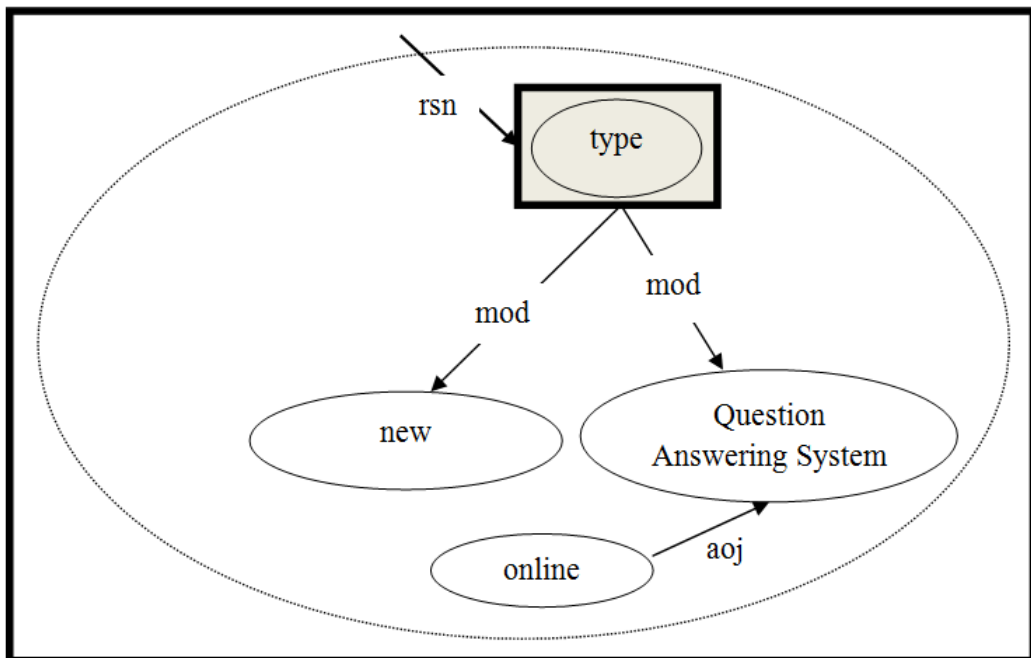 rsn
type
mod
mod
new
Question
Answering System
online
aoj